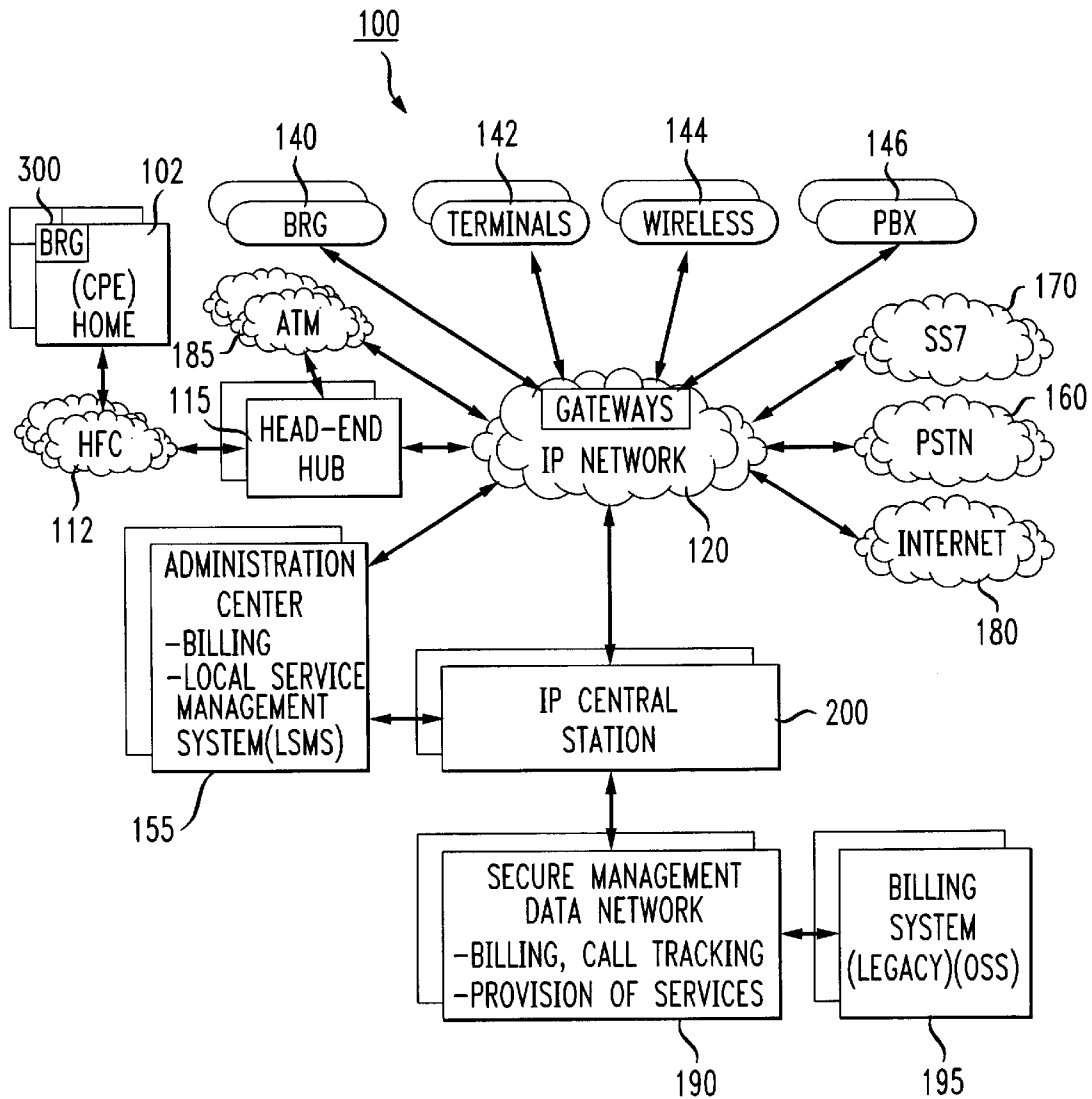 100
140
142
144
146
300
102
BRG
TERMINALS
WIRELESS
PBX
BRG
(CPE)
HOME
ATM
185
170
SS7
115
GATEWAYS
IP NETWORK
160
PSTN
HFC
HEAD-END
HUB
112
120
INTERNET
180
ADMINISTRATION
CENTER
-BILLING
-LOCAL SERVICE
MANAGEMENT
SYSTEM(LSMS)
155
IP CENTRAL
STATION
200
SECURE MANAGEMENT
DATA NETWORK
-BILLING, CALL TRACKING
-PROVISION OF SERVICES
190
BILLING
SYSTEM
(LEGACY)(OSS)
195